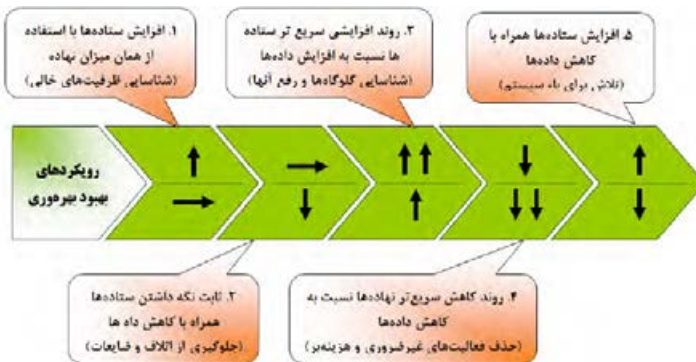 ۱. افزایش ستاده‌ها با استفاده
از همان میزان نهاده
(شناسایی ظرفیت‌های خالی)
۳. روند افزایشی سریع تر ستاده
ها نسبت به افزایش داده‌ها
(شناسایی گلوگاه‌ها و رفع آنها)
۵. افزایش ستاده‌ها همراه با
کاهش داده‌ها
(تلاش برای سیستم)
رویکردهای
بهبود بهره‌وری
۲. ثابت نگه داشتن ستاده‌ها
همراه با کاهش داه ها
(جلوگیری از اتلاف و ضایعات)
۴. روند کاهش سریع‌تر نهاده‌ها نسبت به
کاهش داده‌ها
(حذف فعالیت‌های غیرضروری و هزینه‌بر)